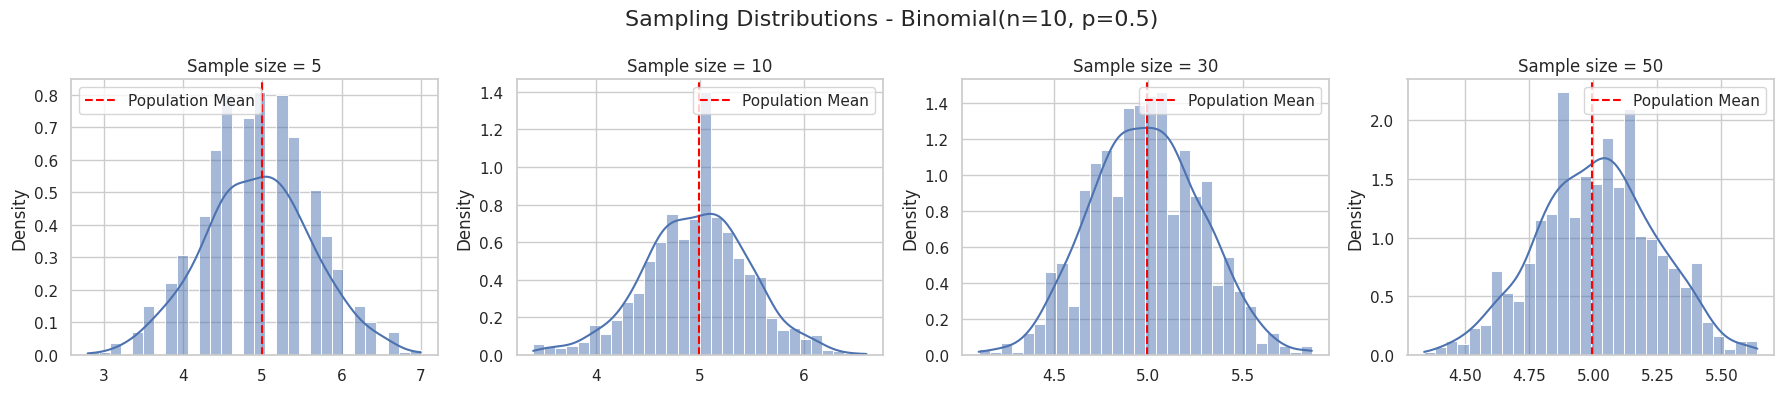 Sampling Distributions - Binomial(n=10, p=0.5)
Sample size = 5
Population Mean
Density
0.8
0.7
0.6
0.5
0.4
0.3
0.2
0.1
0.0
3 4 5 6 7
Sample size = 10
Population Mean
Density
1.4
1.2
1.0
0.8
0.6
0.4
0.2
0.0
4 5 6
Sample size = 30
Population Mean
Density
1.4
1.2
1.0
0.8
0.6
0.4
0.2
0.0
4.5 5.0 5.5
Sample size = 50
Population Mean
Density
2.0
1.5
1.0
0.5
0.0
4.50 4.75 5.00 5.25 5.50